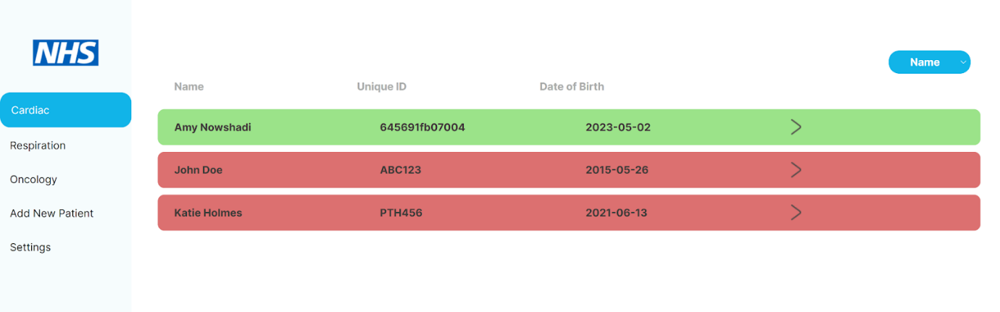 NHS
Cardiac
Respiration
Oncology
Add New Patient
Settings
Name
Name Unique ID Date of Birth
Amy Nowshadi 645691fb07004 2023-05-02
John Doe ABC123 2015-05-26
Katie Holmes PTH456 2021-06-13